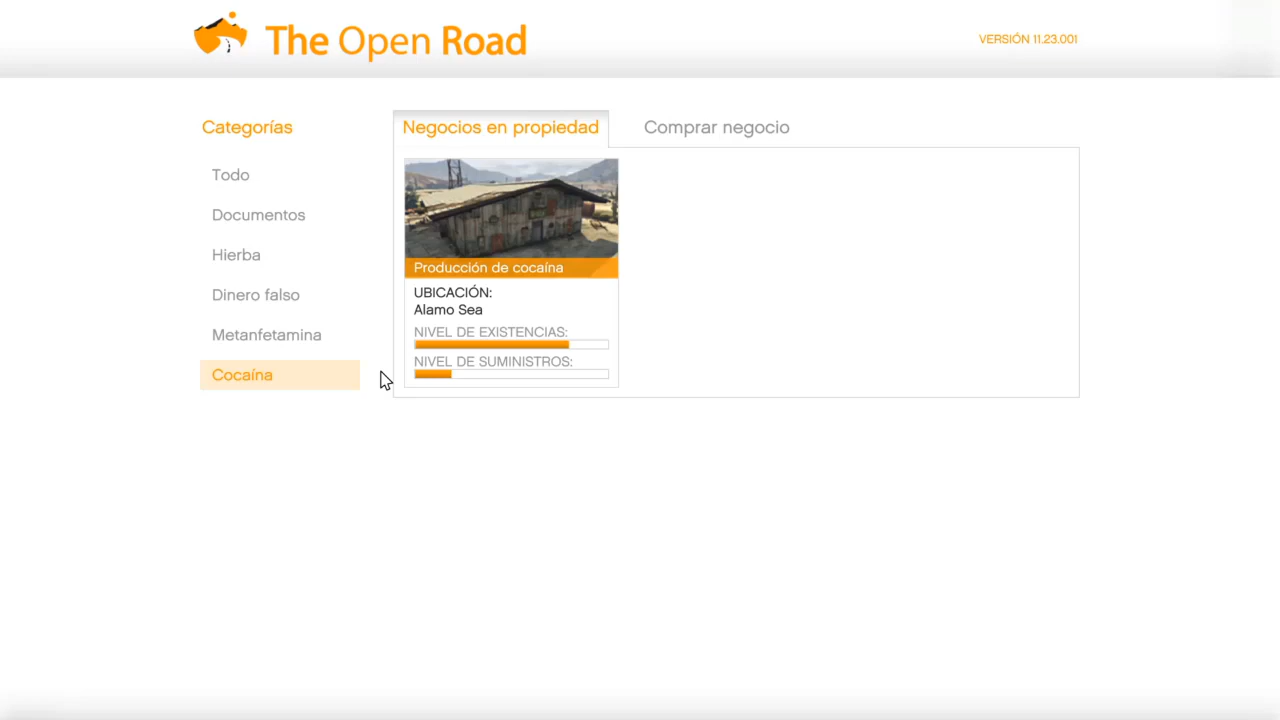 The Open Road
VERSIÓN 11.23.001
Categorías
Todo
Documentos
Hierba
Dinero falso
Metanfetamina
Cocaína
Negocios en propiedad
Comprar negocio
Producción de cocaína
UBICACIÓN:
Alamo Sea
NIVEL DE EXISTENCIAS:
NIVEL DE SUMINISTROS: